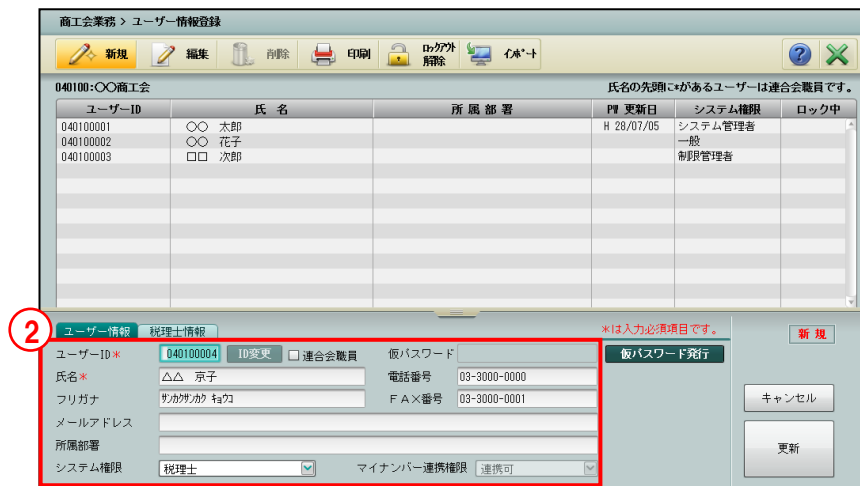 商工会業務 > ユーザー情報登録
新規 編集 削除 印刷 ﾛｯｸｱｳﾄ解除 ｲﾝﾎﾟｰﾄ ?
040100:〇〇商工会 氏名の先頭に*があるユーザーは連合会職員です。
ユーザーID 氏 名 所 属 部 署 PW 更新日 システム権限 ロック中
040100001 〇〇 太郎 H 28/07/05 システム管理者
040100002 〇〇 花子 一般
040100003 □□ 次郎 制限管理者
2
ユーザー情報 税理士情報 *は入力必須項目です。 新 規
ユーザーID* 040100004 ID変更 連合会職員 仮パスワード 仮パスワード発行
氏名* △△ 京子 電話番号 03-3000-0000
フリガナ ｻﾝｶｸｻﾝｶｸ ｷｮｳｺ ＦＡＸ番号 03-3000-0001 キャンセル
メールアドレス
所属部署 更新
システム権限 税理士 マイナンバー連携権限 連携可